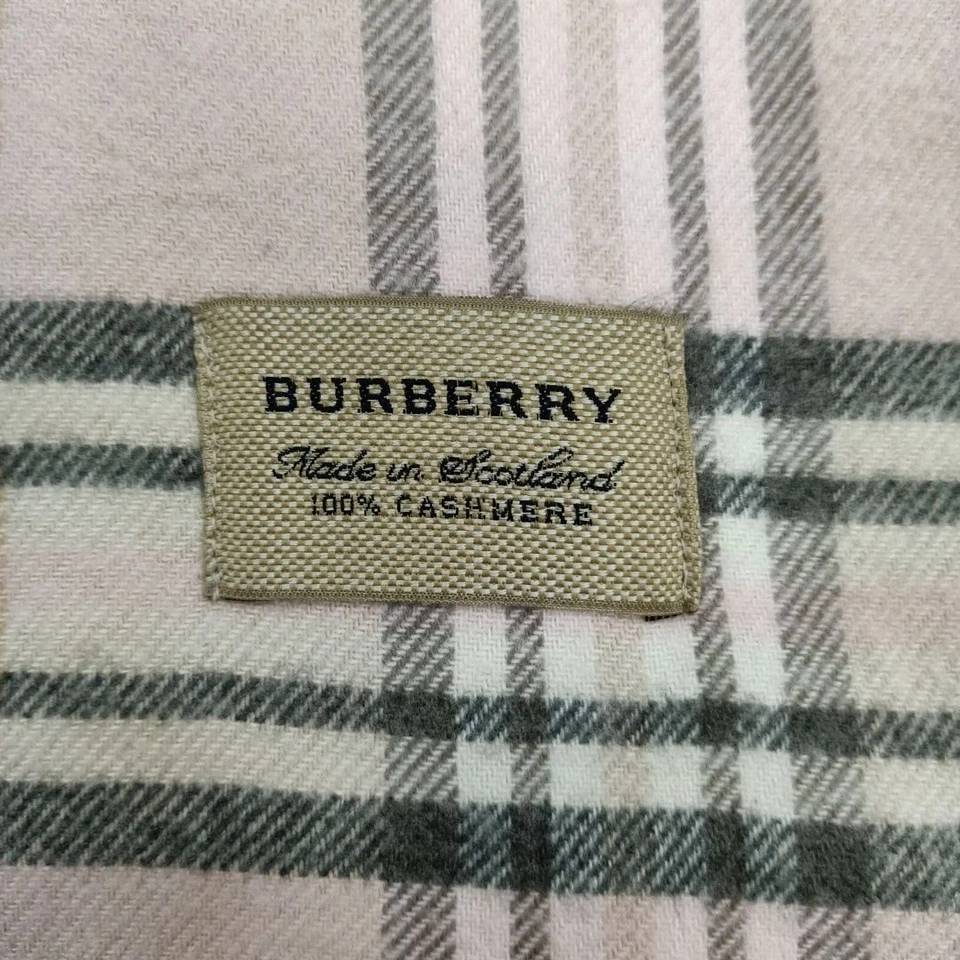 BURBERRY
Made in Scotland
100% CASHMERE